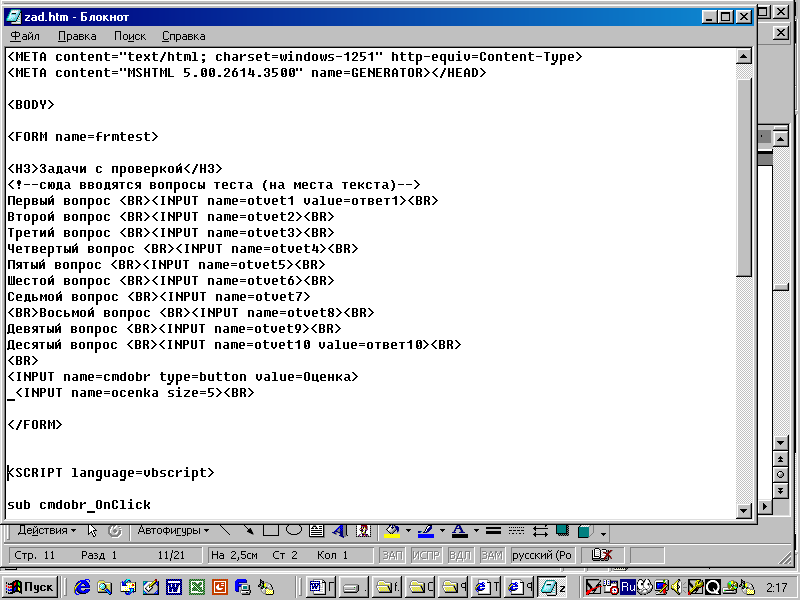 zad.htm - Блокнот
Файл Правка Поиск Справка
<META content="text/html; charset=windows-1251" http-equiv=Content-Type>
<META content="MSHTML 5.00.2614.3500" name=GENERATOR></HEAD>
<BODY>
<FORM name=frmtest>
<H3>Задачи с проверкой</H3>
<!--сюда вводятся вопросы теста (на места текста)-->
Первый вопрос <BR><INPUT name=otvet1 value=ответ1><BR>
Второй вопрос <BR><INPUT name=otvet2><BR>
Третий вопрос <BR><INPUT name=otvet3><BR>
Четвертый вопрос <BR><INPUT name=otvet4><BR>
Пятый вопрос <BR><INPUT name=otvet5><BR>
Шестой вопрос <BR><INPUT name=otvet6><BR>
Седьмой вопрос <BR><INPUT name=otvet7>
<BR>Восьмой вопрос <BR><INPUT name=otvet8><BR>
Девятый вопрос <BR><INPUT name=otvet9><BR>
Десятый вопрос <BR><INPUT name=otvet10 value=ответ10><BR>
<BR>
<INPUT name=cmdobr type=button value=Оценка>
_<INPUT name=ocenka size=5><BR>
</FORM>
<SCRIPT language=vbscript>
sub cmdobr_OnClick
Действия Автофигуры
Стр. 11 Разд 1 11/21 На 2,5см Ст 2 Кол 1 ЗАП ИСПР ВДЛ ЗАМ русский (Ро
Пуск Ru 2:17